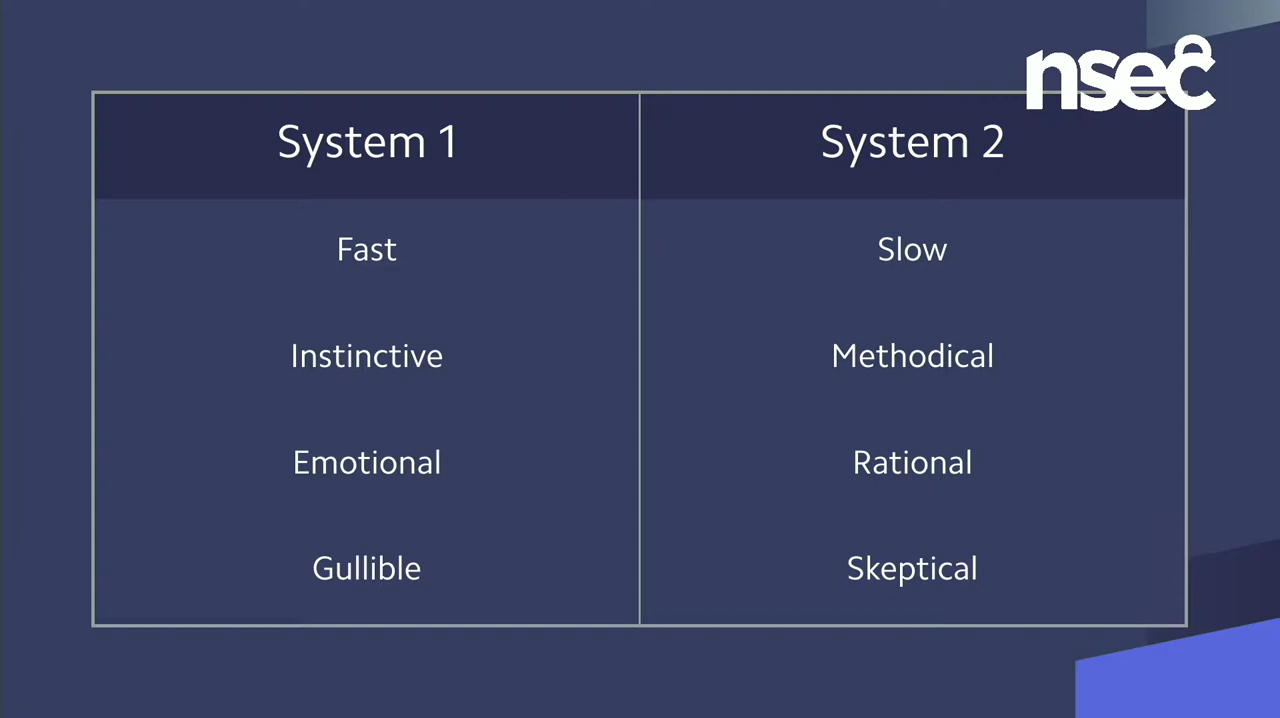 nsec
System 1 System 2
Fast Slow
Instinctive Methodical
Emotional Rational
Gullible Skeptical